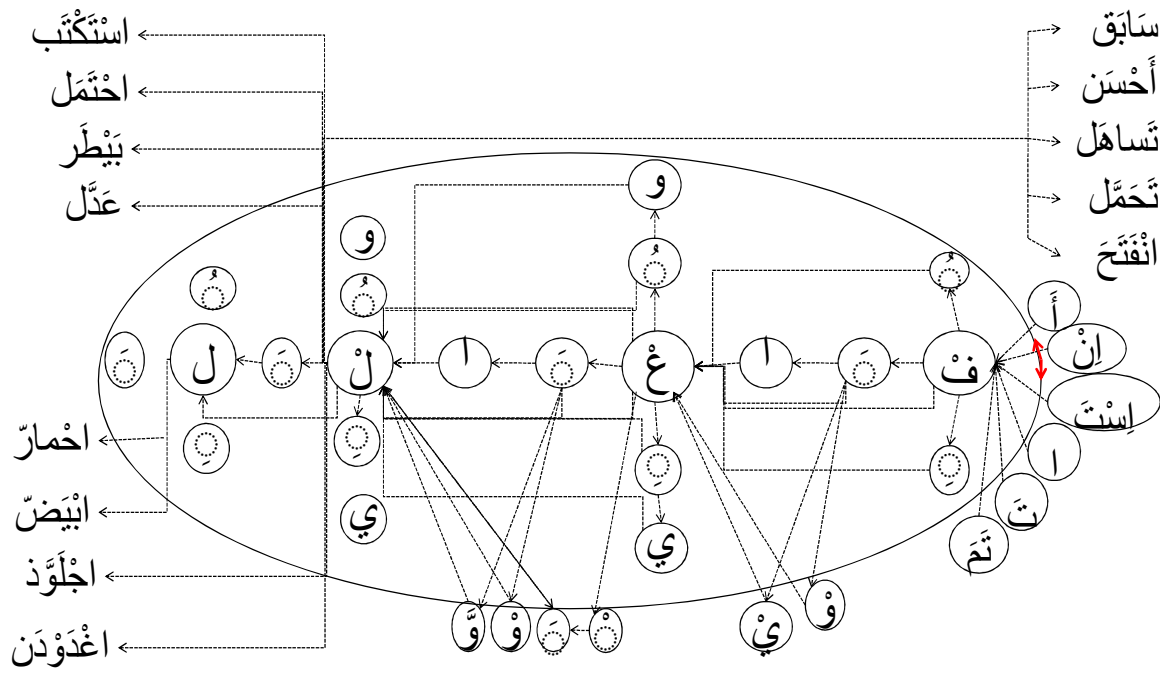 سَابَق
أَحْسَن
تَساهَل
تَحَمَّل
انْفَتَحَ
اسْتَكْتَب
احْتَمَل
بَيْطَر
عَدَّل
و
و
ُ
ُ
ُ
ُ
أَ
اِنْ
فْ
َ
ا
عْ
َ
ا
لْ
َ
ل
َ
اِسْتَ
ا
تَ
تَمَ
ِ
ِ
ِ
ِ
ي
ي
وْ
يْ
ْ
َ
وْ
وَّ
احْمارّ
ابْيَضّ
اجْلَوَّذ
اغْدَوْدَن